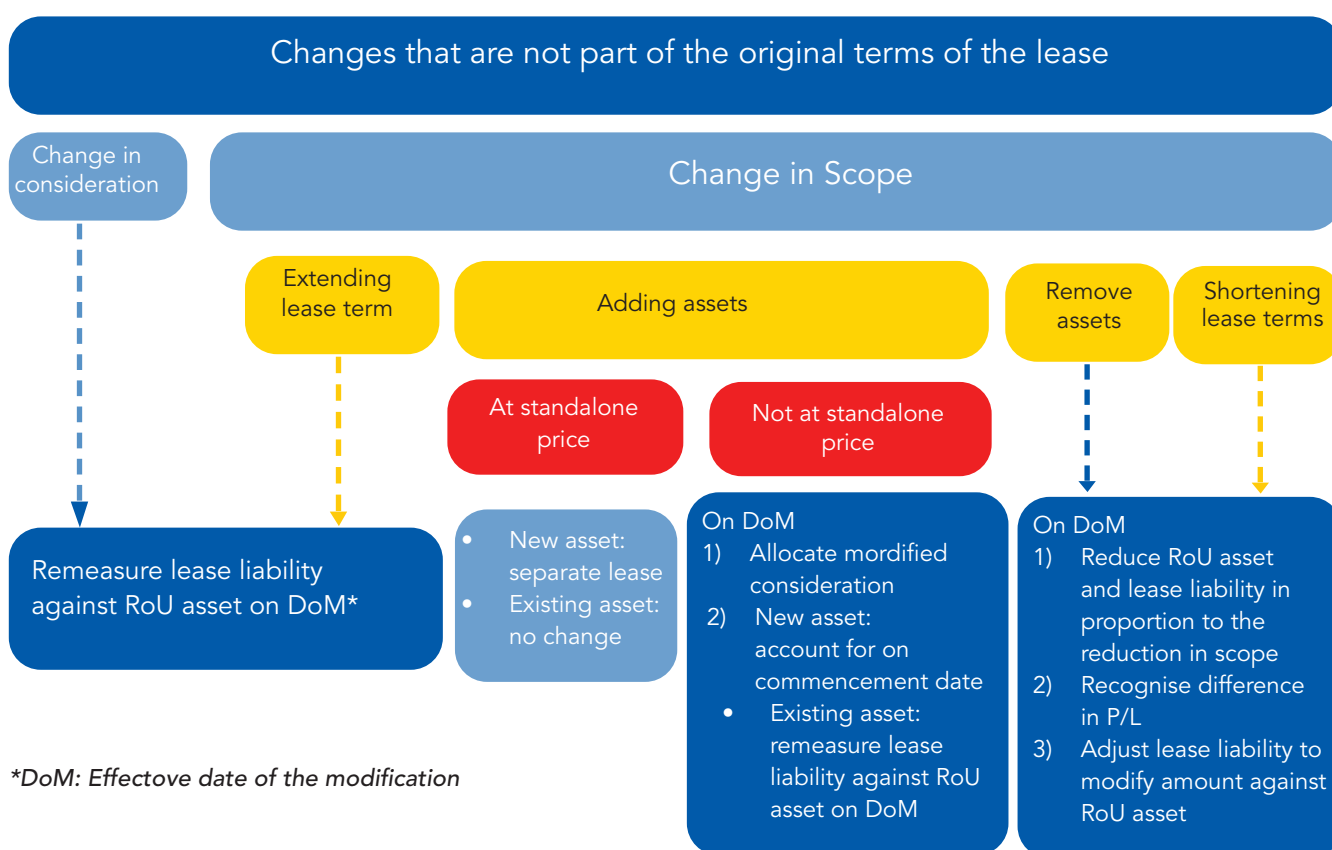 Changes that are not part of the original terms of the lease
Change in
consideration
Change in Scope
Extending
lease term
Adding assets
Remove
assets
Shortening
lease terms
At standalone
price
Not at standalone
price
Remeasure lease liability
against RoU asset on DoM*
• New asset:
separate lease
• Existing asset:
no change
On DoM
1) Allocate mordified
consideration
2) New asset:
account for on
commencement date
• Existing asset:
remeasure lease
liability against RoU
asset on DoM
On DoM
1) Reduce RoU asset
and lease liability in
proportion to the
reduction in scope
2) Recognise difference
in P/L
3) Adjust lease liability to
modify amount against
RoU asset
*DoM: Effectove date of the modification